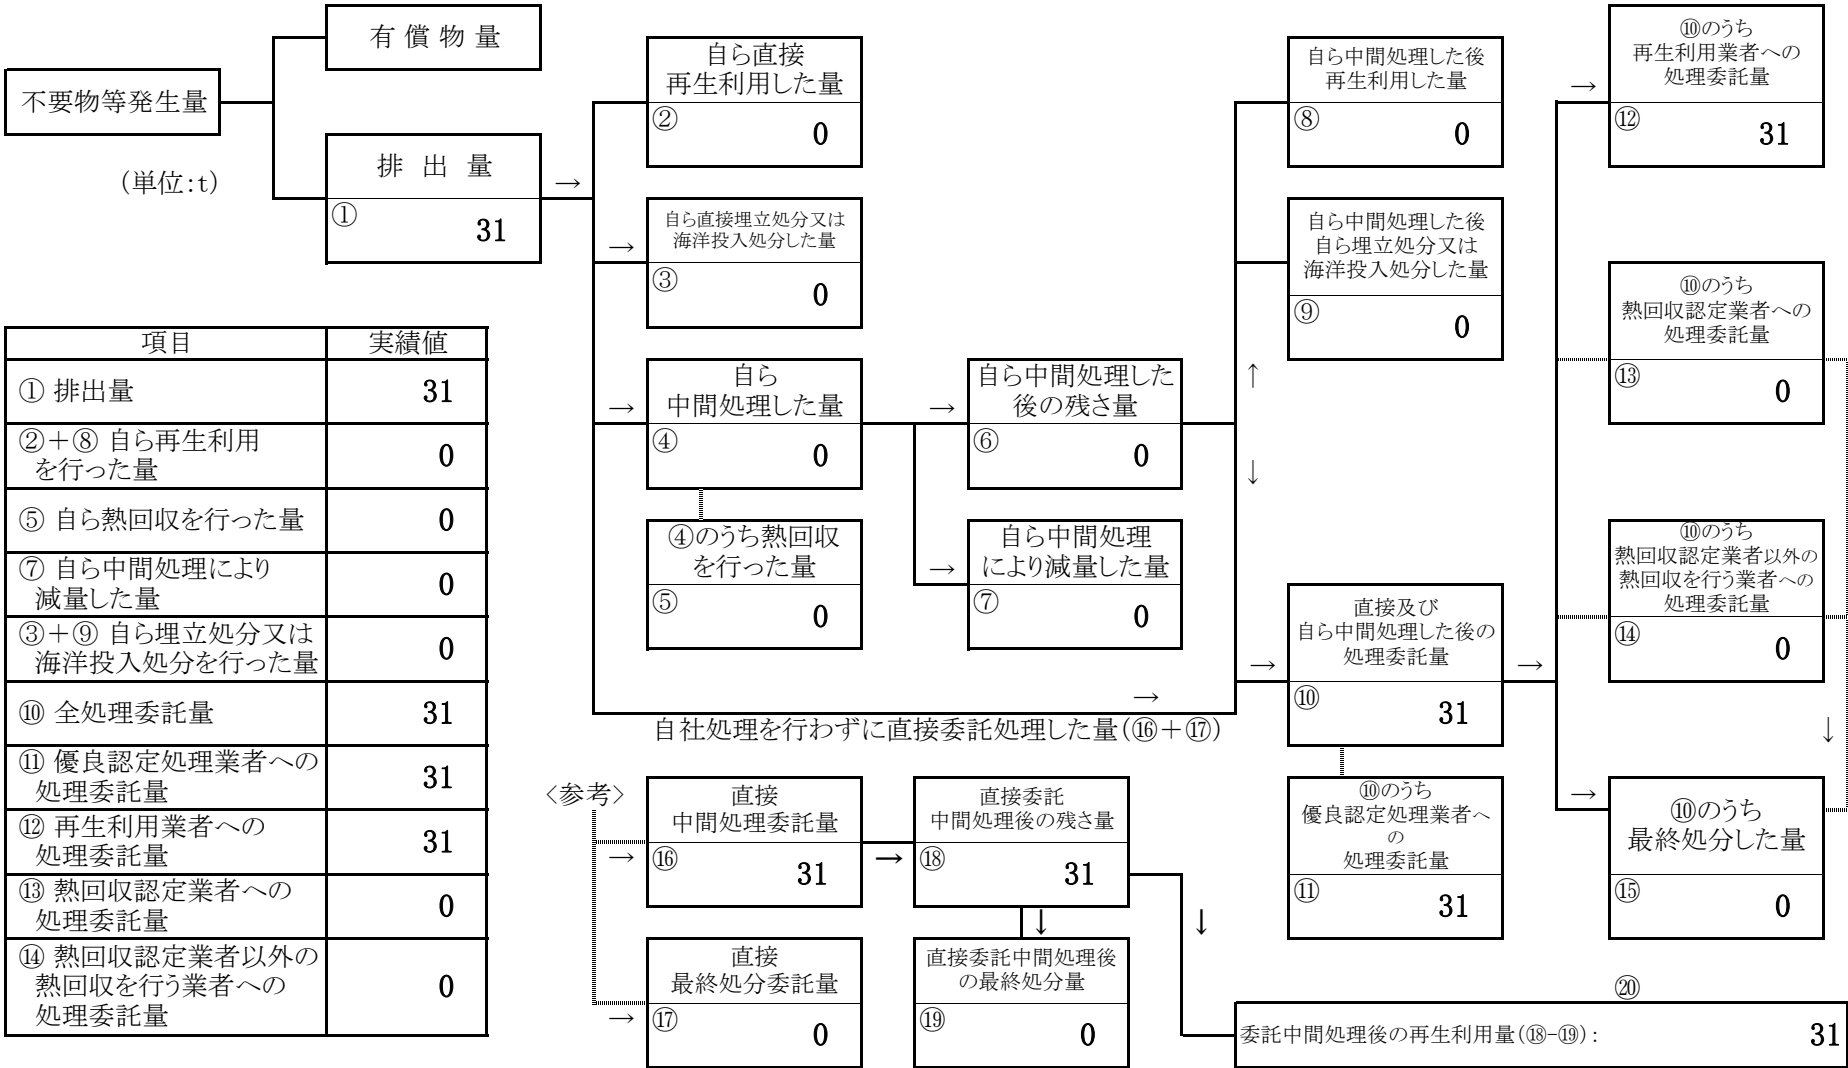 不要物等発生量
(単位:t)
有償物量
排出量
①
31
→
自ら直接
再生利用した量
②
0
→
自ら直接埋立処分又は
海洋投入処分した量
③
0
→
自ら
中間処理した量
④
0
④のうち熱回収
を行った量
⑤
0
→
自ら中間処理した
後の残さ量
⑥
0
→
自ら中間処理
により減量した量
⑦
0
↑
↓
自ら中間処理した後
再生利用した量
⑧
0
自ら中間処理した後
自ら埋立処分又は
海洋投入処分した量
⑨
0
→
自社処理を行わずに直接委託処理した量(⑯+⑰)
→
直接及び
自ら中間処理した後の
処理委託量
⑩
31
⑩のうち
優良認定処理業者へ
の
処理委託量
⑪
31
→
→
⑩のうち
再生利用業者への
処理委託量
⑫
31
⑩のうち
熱回収認定業者への
処理委託量
⑬
0
⑩のうち
熱回収認定業者以外の
熱回収を行う業者への
処理委託量
⑭
0
↓
→
⑩のうち
最終処分した量
⑮
0
項目 実績値
① 排出量 31
②+⑧ 自ら再生利用
を行った量 0
⑤ 自ら熱回収を行った量 0
⑦ 自ら中間処理により
減量した量 0
③+⑨ 自ら埋立処分又は
海洋投入処分を行った量 0
⑩ 全処理委託量 31
⑪ 優良認定処理業者への
処理委託量 31
⑫ 再生利用業者への
処理委託量 31
⑬ 熱回収認定業者への
処理委託量 0
⑭ 熱回収認定業者以外の
熱回収を行う業者への
処理委託量 0
<参考>
→
直接
中間処理委託量
⑯
31
→
直接委託
中間処理後の残さ量
⑱
31
↓
↓
→
直接
最終処分委託量
⑰
0
直接委託中間処理後
の最終処分量
⑲
0
⑳
委託中間処理後の再生利用量(⑱-⑲): 31